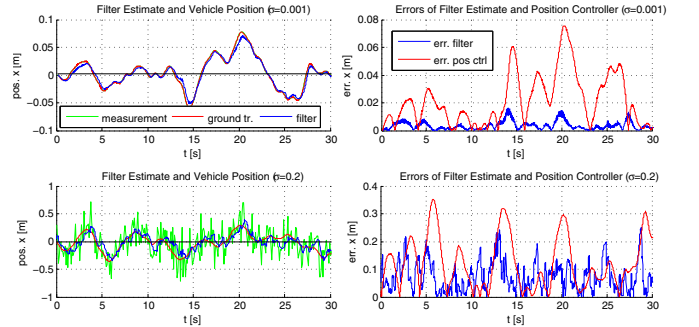 Filter Estimate and Vehicle Position (σ=0.001)
0.1
0.05
0
−0.05
−0.1
pos. x [m]
measurement
ground tr.
filter
0 5 10 15 20 25 30
t [s]
Errors of Filter Estimate and Position Controller (σ=0.001)
0.08
0.06
0.04
0.02
0
err. x [m]
err. filter
err. pos ctrl
0 5 10 15 20 25 30
t [s]
Filter Estimate and Vehicle Position (σ=0.2)
1
0.5
0
−0.5
−1
pos. x [m]
0 5 10 15 20 25 30
t [s]
Errors of Filter Estimate and Position Controller (σ=0.2)
0.4
0.3
0.2
0.1
0
err. x [m]
0 5 10 15 20 25 30
t [s]